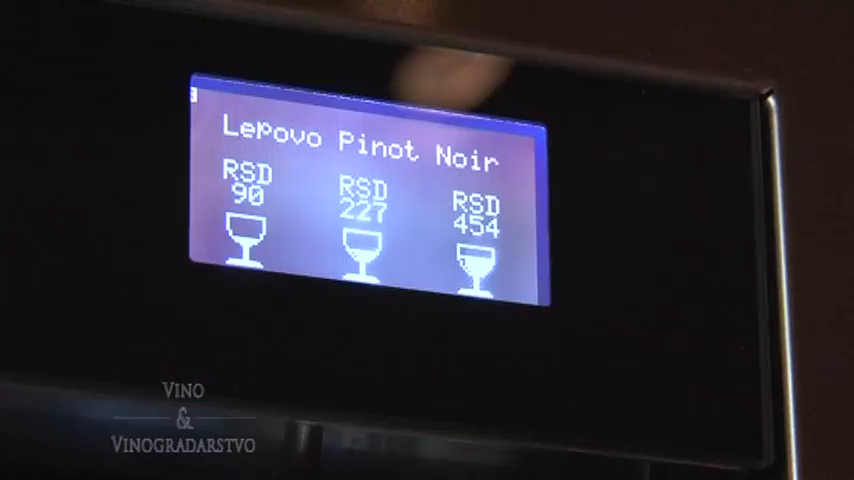 Lepovo Pinot Noir
RSD RSD RSD
90 227 454
VINO
&
VINOGRADARSTVO